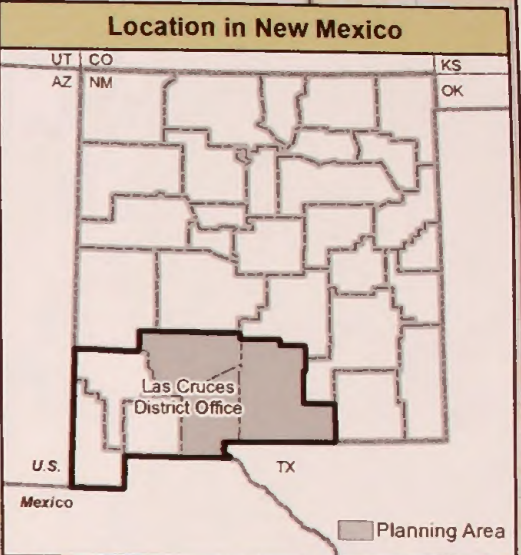 Location in New Mexico
UT CO
KS
AZ NM
OK
Las Cruces
District Office
U.S.
TX
Mexico
Planning Area